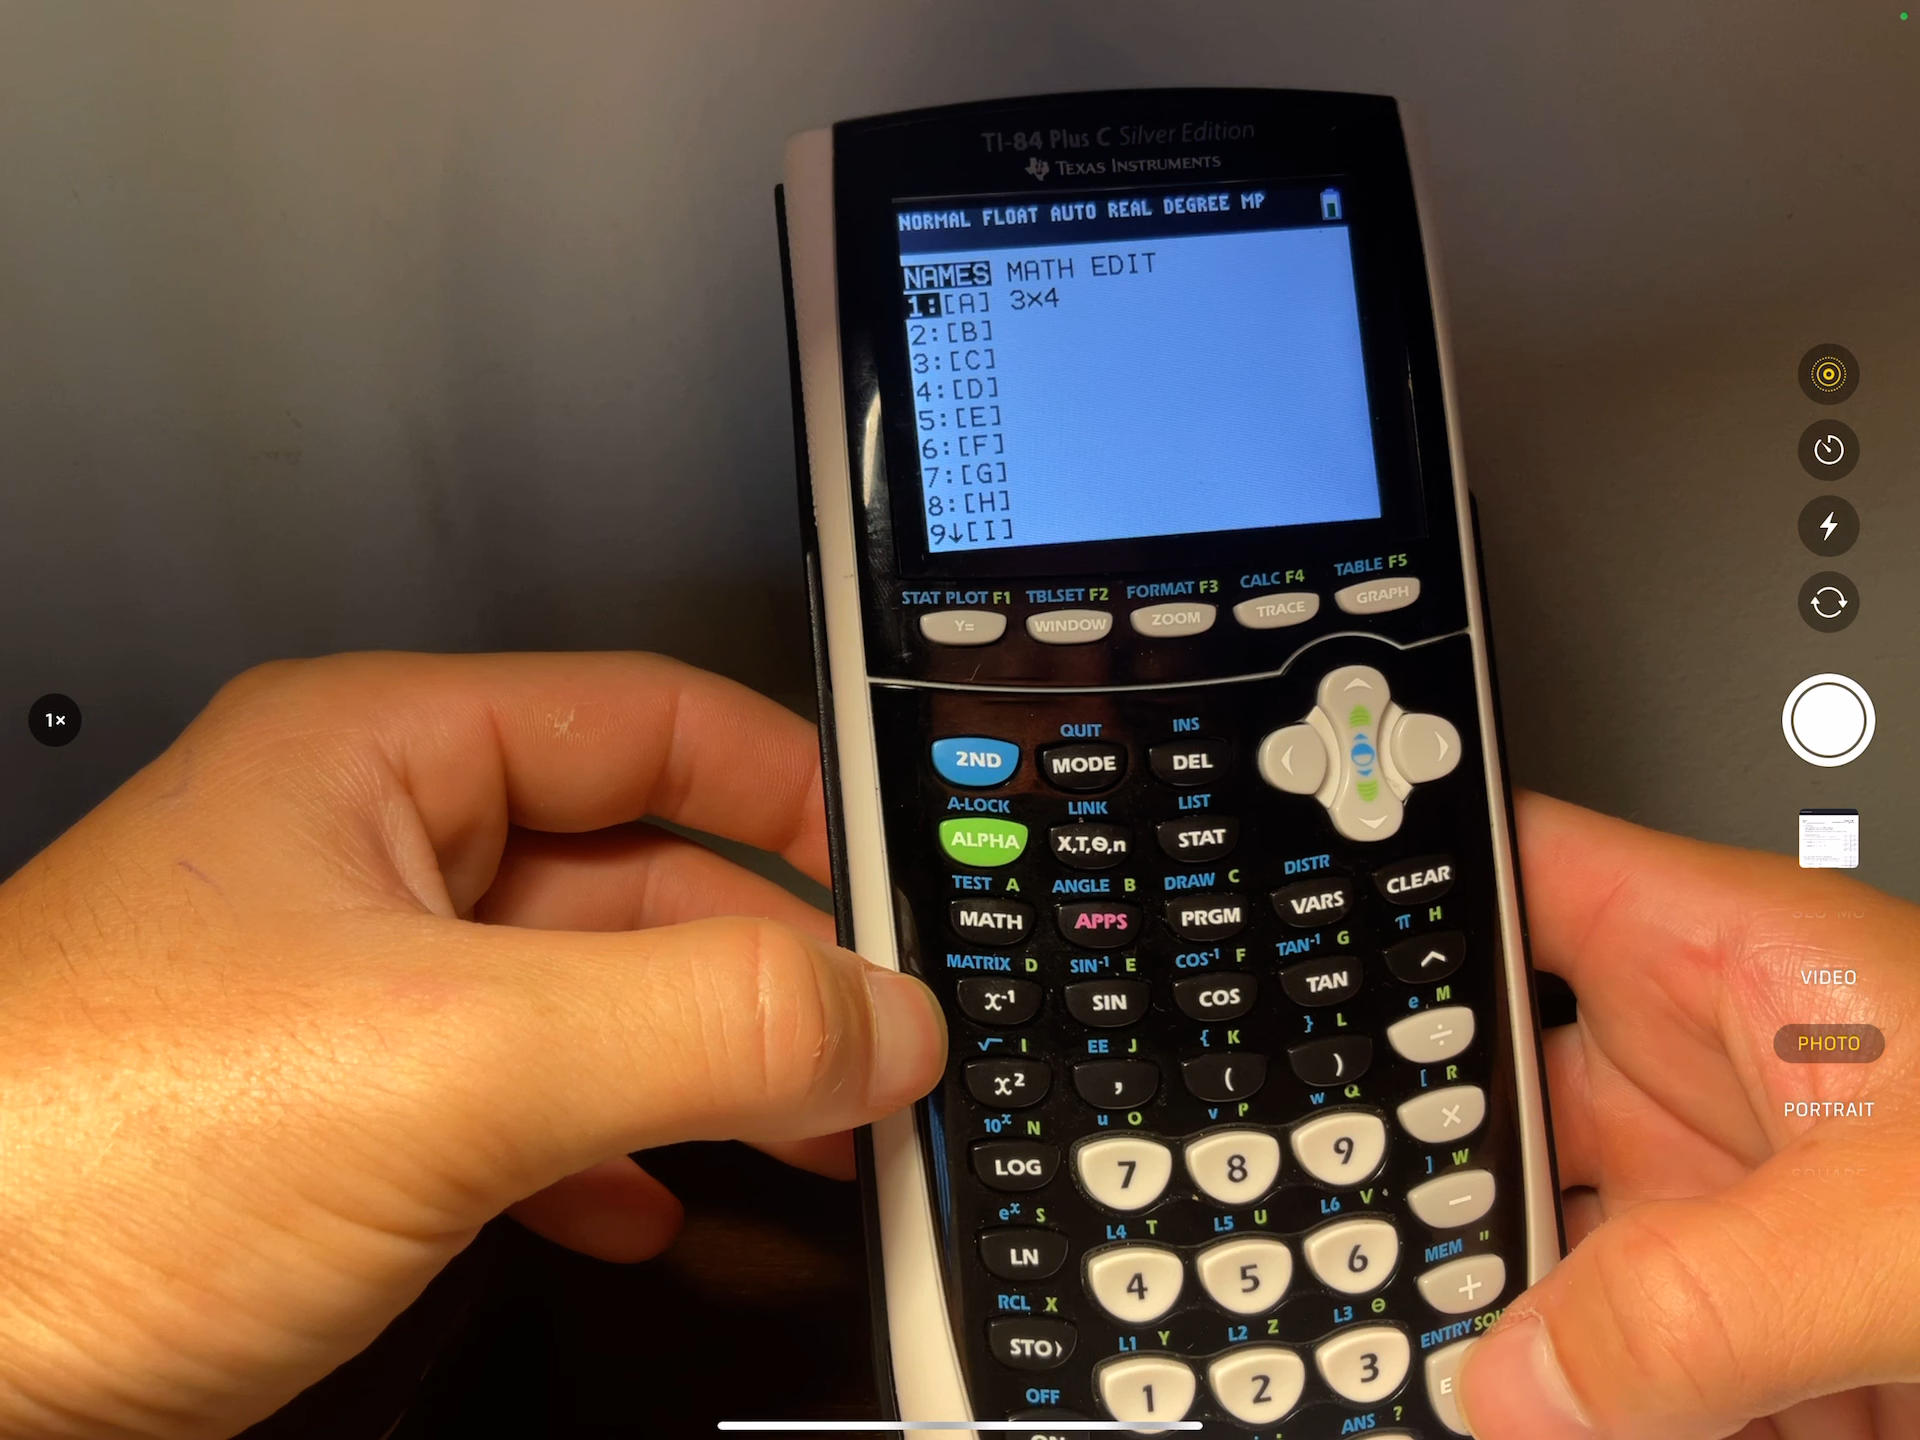 TI-84 Plus C Silver Edition
TEXAS INSTRUMENTS
NORMAL FLOAT AUTO REAL DEGREE MP
NAMES MATH EDIT
1:[A] 3×4
2:[B]
3:[C]
4:[D]
5:[E]
6:[F]
7:[G]
8:[H]
9↓[I]
STAT PLOT F1 TBLSET F2 FORMAT F3 CALC F4 TABLE F5
Y= WINDOW ZOOM TRACE GRAPH
QUIT INS
2ND MODE DEL
A-LOCK LINK LIST
ALPHA X,T,Θ,n STAT
TEST A ANGLE B DRAW C DISTR
MATH APPS PRGM VARS CLEAR
MATRIX D SIN⁻¹ E COS⁻¹ F TAN⁻¹ G π H
x⁻¹ SIN COS TAN ^
√ I EE J { K } L e M
x² , ( ) ÷
10ˣ N u O v P w Q [ R
LOG 7 8 9 ×
eˣ S L4 T L5 U L6 V ] W
LN 4 5 6 −
RCL X L1 Y L2 Z L3 Θ MEM "
STO› 1 2 3 +
OFF ENTRY
ANS ?
1×
VIDEO
PHOTO
PORTRAIT